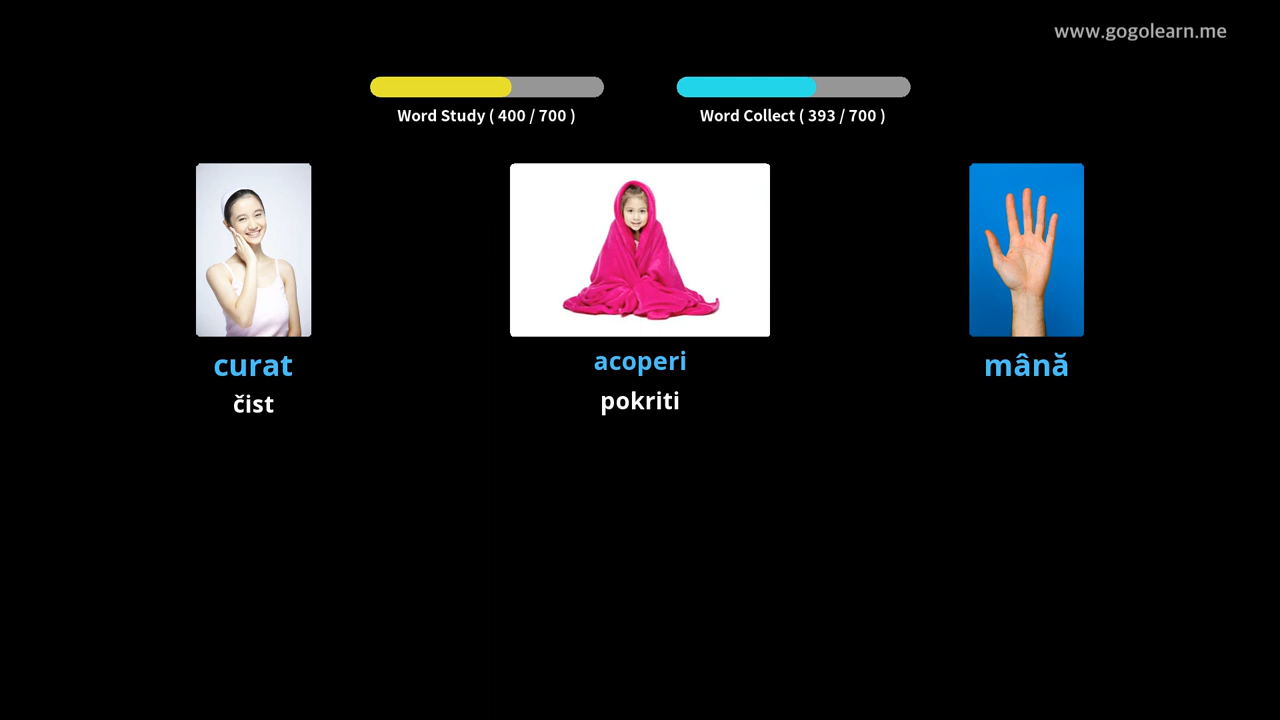 www.gogolearn.me
Word Study ( 400 / 700 )
Word Collect ( 393 / 700 )
curat
čist
acoperi
pokriti
mână